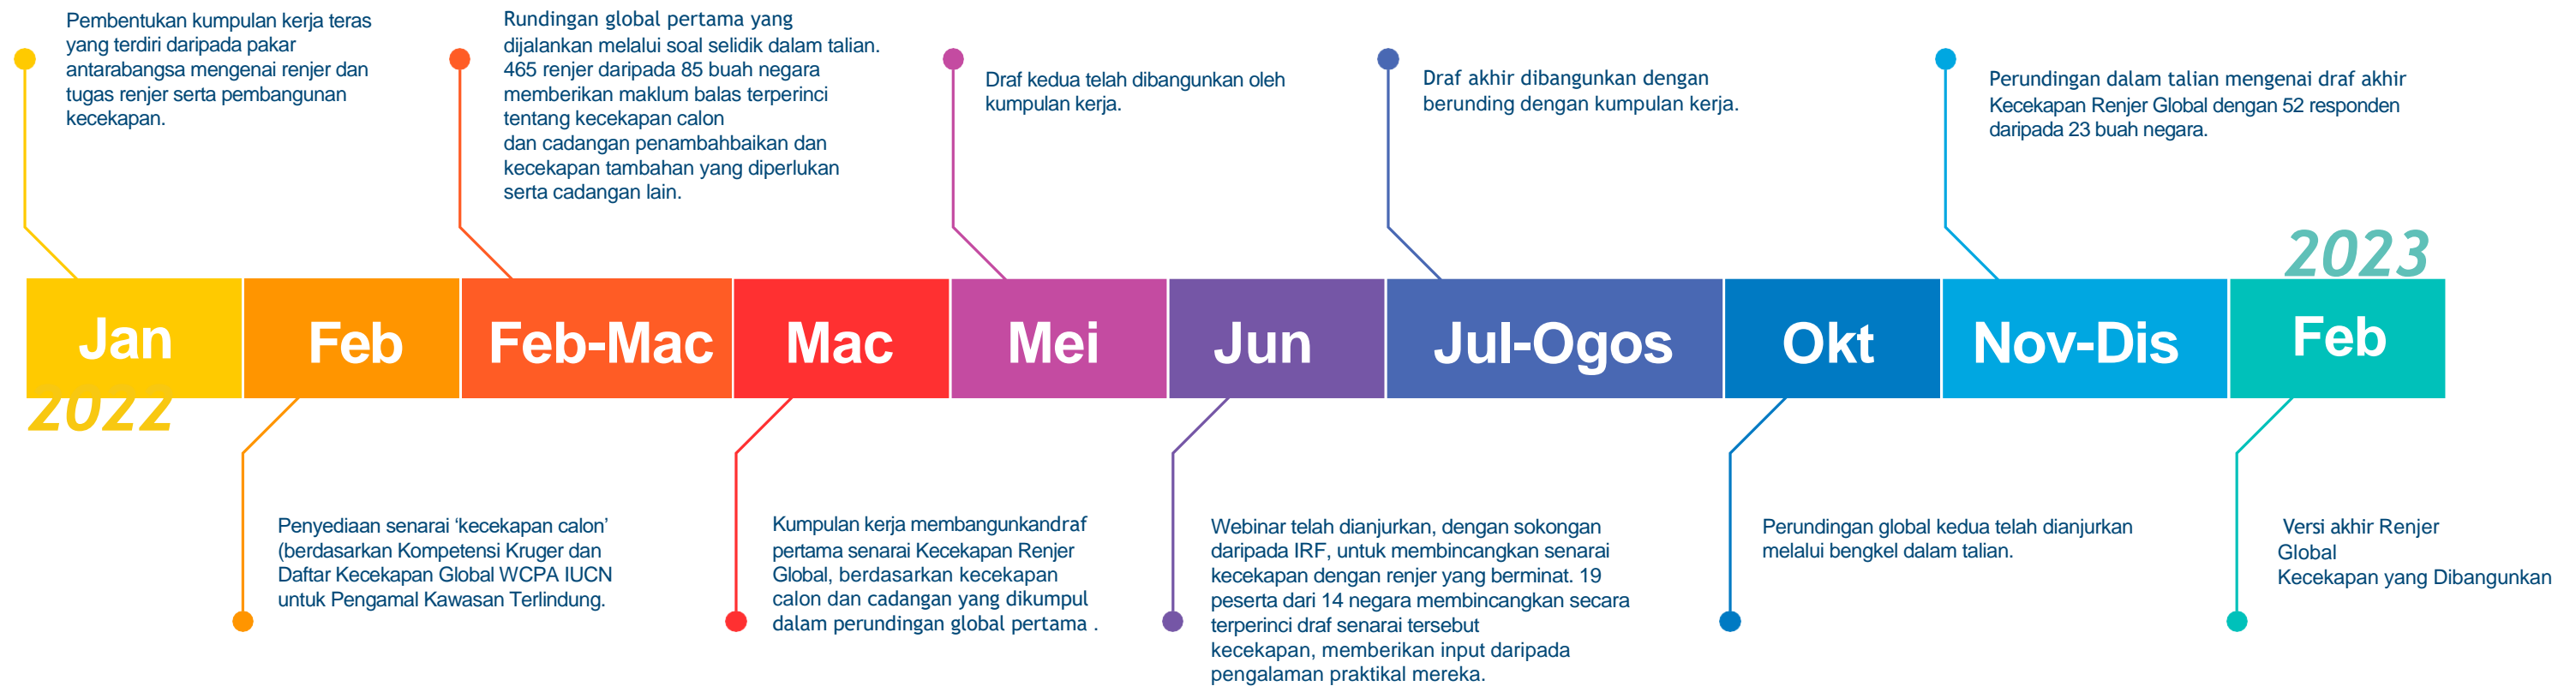 Pembentukan kumpulan kerja teras
yang terdiri daripada pakar
antarabangsa mengenai renjer dan
tugas renjer serta pembangunan
kecekapan.
Rundingan global pertama yang
dijalankan melalui soal selidik dalam talian.
465 renjer daripada 85 buah negara
memberikan maklum balas terperinci
tentang kecekapan calon
dan cadangan penambahbaikan dan
kecekapan tambahan yang diperlukan
serta cadangan lain.
Draf kedua telah dibangunkan oleh
kumpulan kerja.
Draf akhir dibangunkan dengan
berunding dengan kumpulan kerja.
Perundingan dalam talian mengenai draf akhir
Kecekapan Renjer Global dengan 52 responden
daripada 23 buah negara.
2023
Jan
Feb
Feb-Mac
Mac
Mei
Jun
Jul-Ogos
Okt
Nov-Dis
Feb
2022
Penyediaan senarai ‘kecekapan calon’
(berdasarkan Kompetensi Kruger dan
Daftar Kecekapan Global WCPA IUCN
untuk Pengamal Kawasan Terlindung.
Kumpulan kerja membangunkandraf
pertama senarai Kecekapan Renjer
Global, berdasarkan kecekapan
calon dan cadangan yang dikumpul
dalam perundingan global pertama .
Webinar telah dianjurkan, dengan sokongan
daripada IRF, untuk membincangkan senarai
kecekapan dengan renjer yang berminat. 19
peserta dari 14 negara membincangkan secara
terperinci draf senarai tersebut
kecekapan, memberikan input daripada
pengalaman praktikal mereka.
Perundingan global kedua telah dianjurkan
melalui bengkel dalam talian.
Versi akhir Renjer
Global
Kecekapan yang Dibangunkan